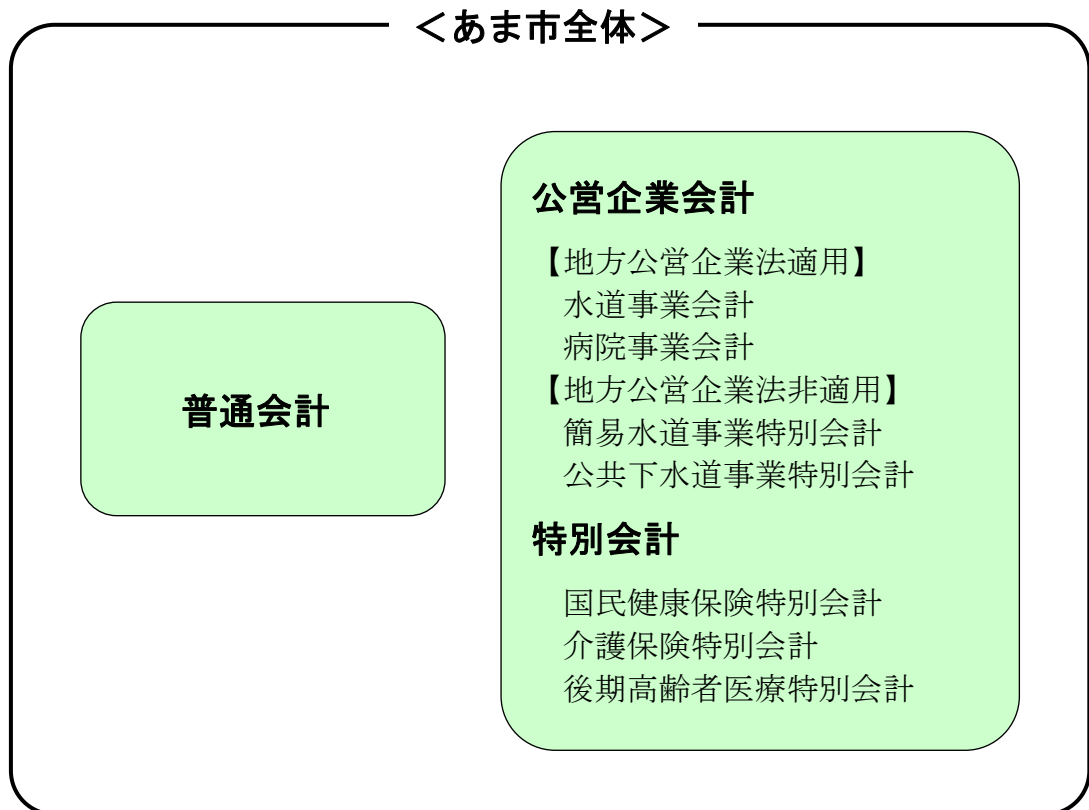 ＜あま市全体＞
普通会計
公営企業会計
【地方公営企業法適用】
水道事業会計
病院事業会計
【地方公営企業法非適用】
簡易水道事業特別会計
公共下水道事業特別会計
特別会計
国民健康保険特別会計
介護保険特別会計
後期高齢者医療特別会計